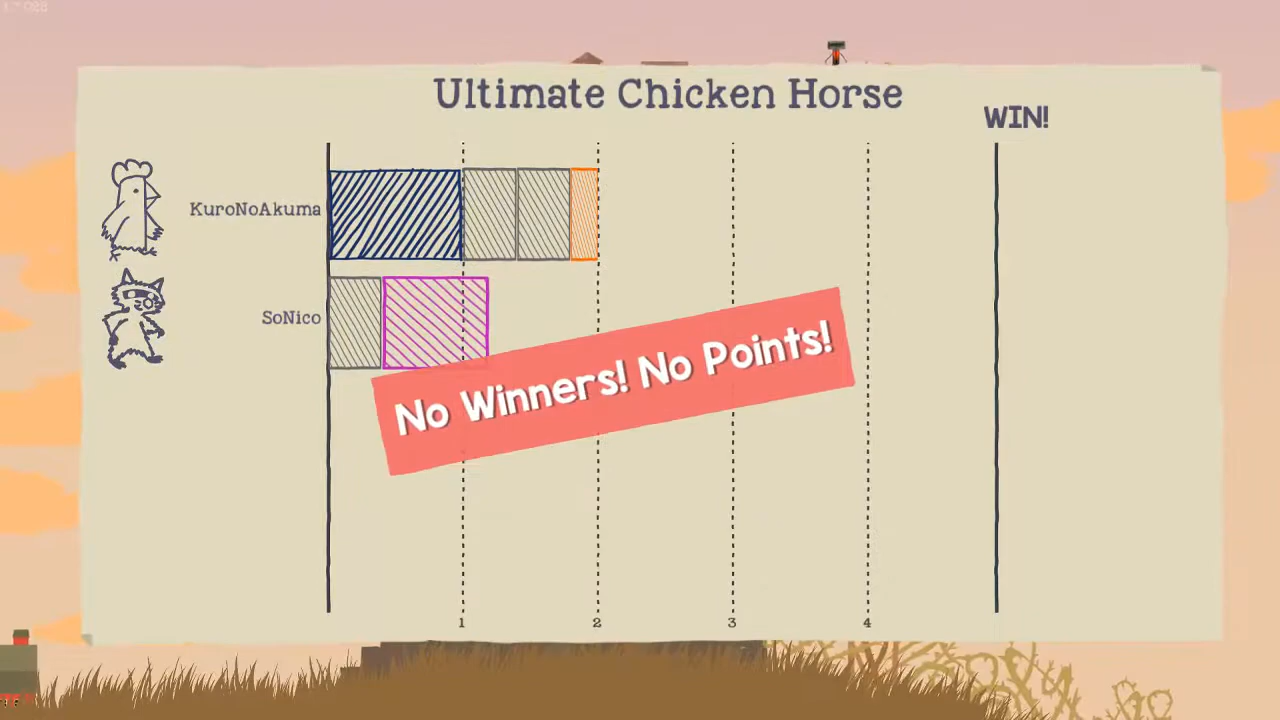 Ultimate Chicken Horse
WIN!
KuroNoAkuma
SoNico
No Winners! No Points!
1 2 3 4